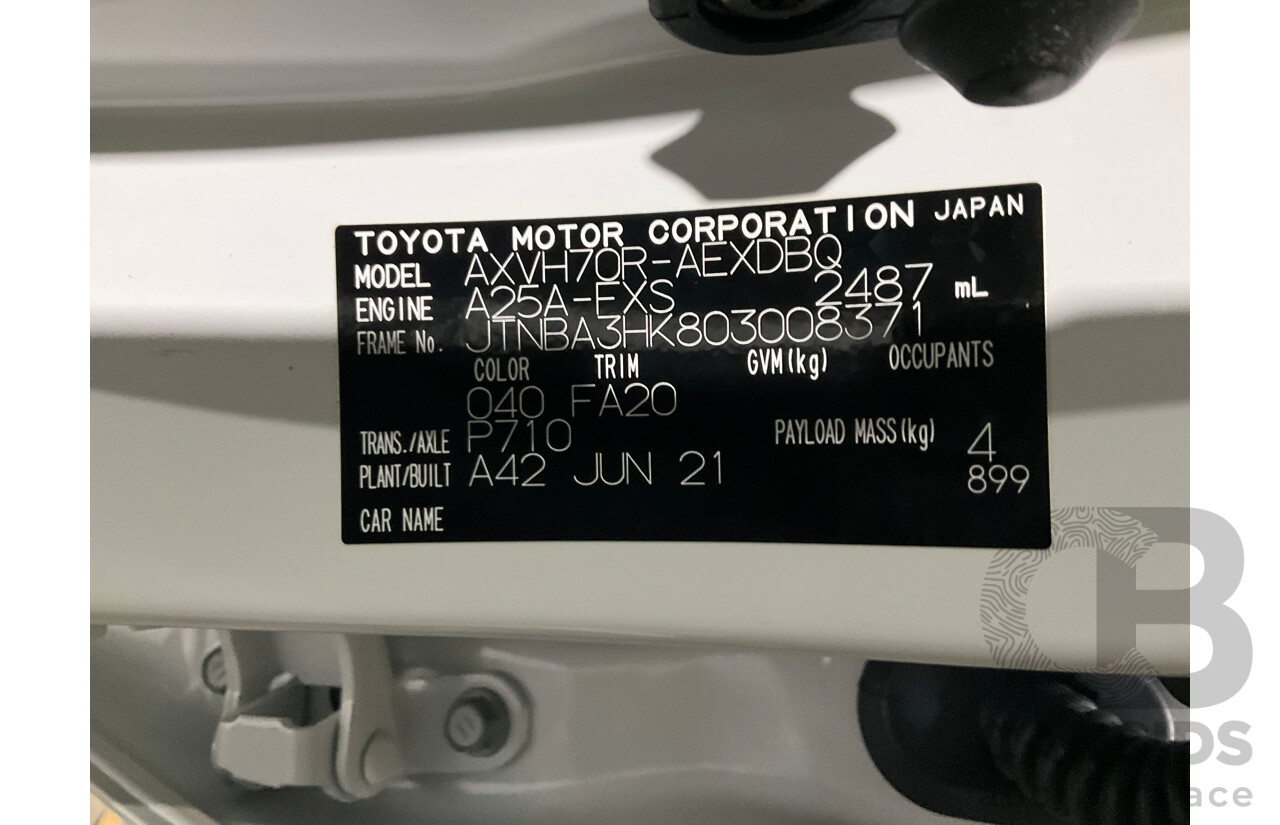 TOYOTA MOTOR CORPORATION JAPAN
MODEL AXVH70R-AEXDBQ
ENGINE A25A-FXS 2487 mL
FRAME No. JTNBA3HK803008371
COLOR TRIM GVM(kg) OCCUPANTS
040 FA20
TRANS./AXLE P710 PAYLOAD MASS(kg) 4
PLANT/BUILT A42 JUN 21 899
CAR NAME